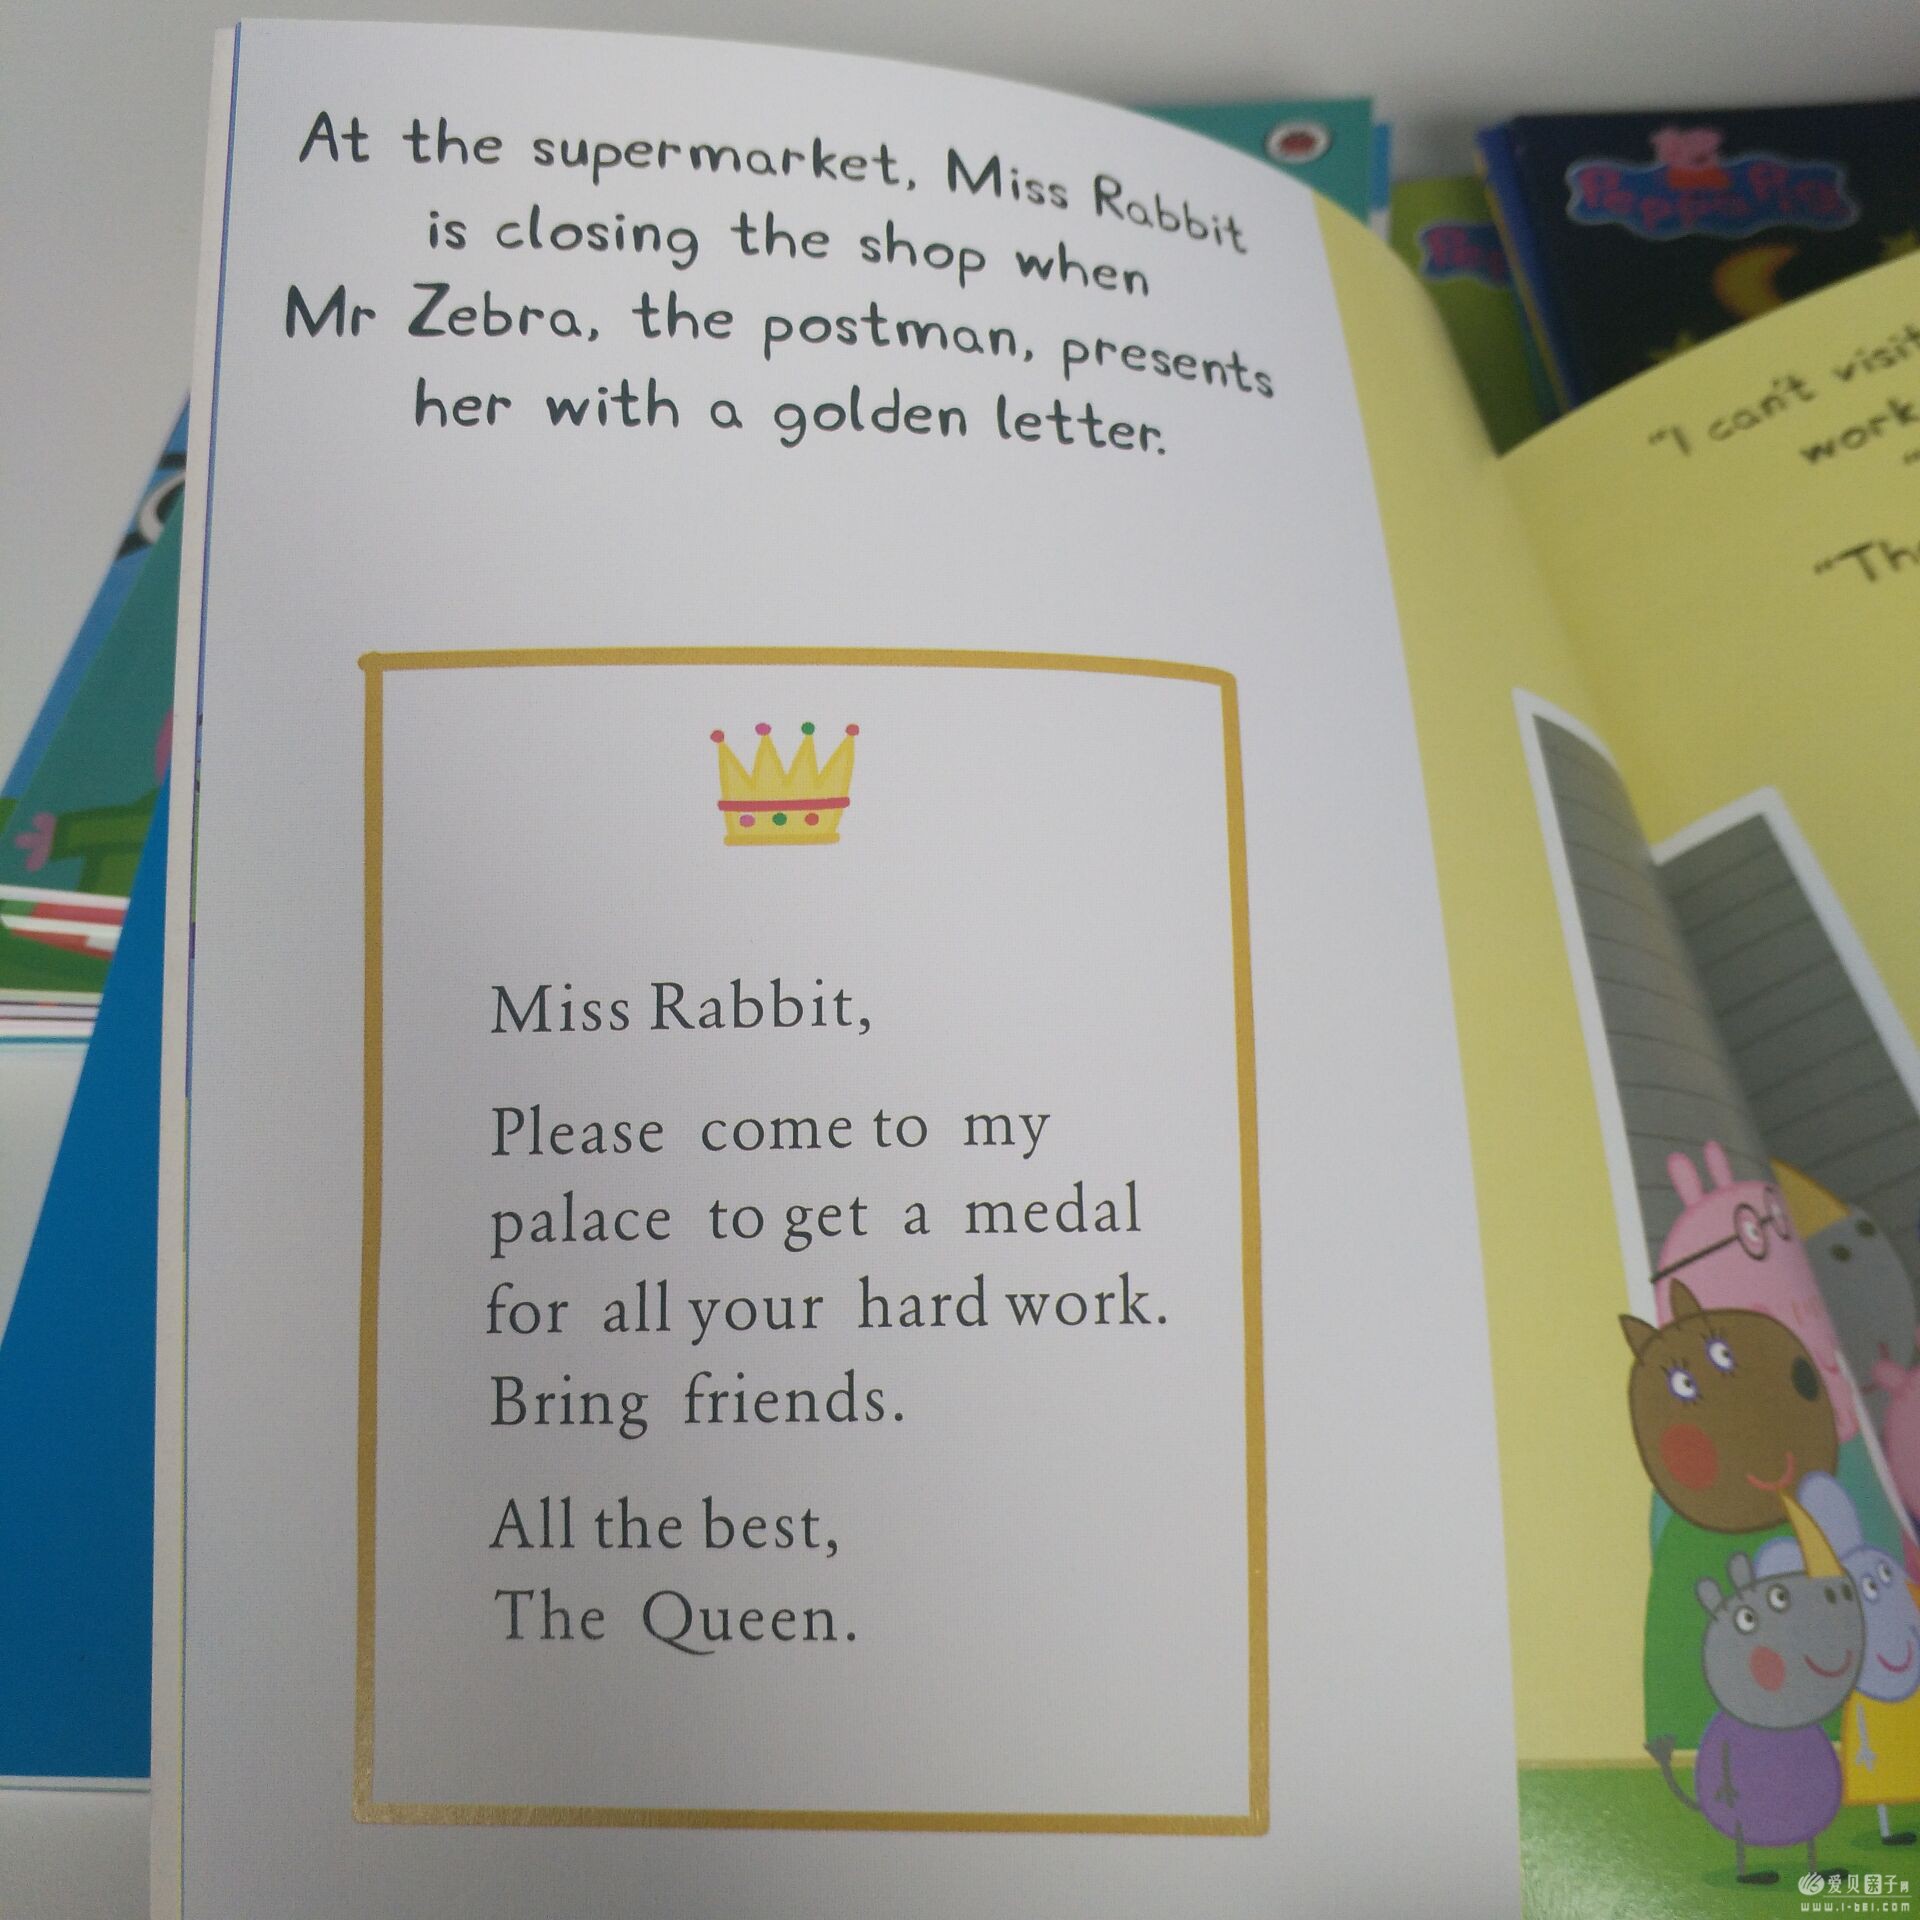 At the supermarket, Miss Rabbit
is closing the shop when
Mr Zebra, the postman, presents
her with a golden letter.
Miss Rabbit,
Please come to my
palace to get a medal
for all your hard work.
Bring friends.
All the best,
The Queen.
Peppa Pig
"I can't visit
work
爱贝亲子网
www.i-bei.com